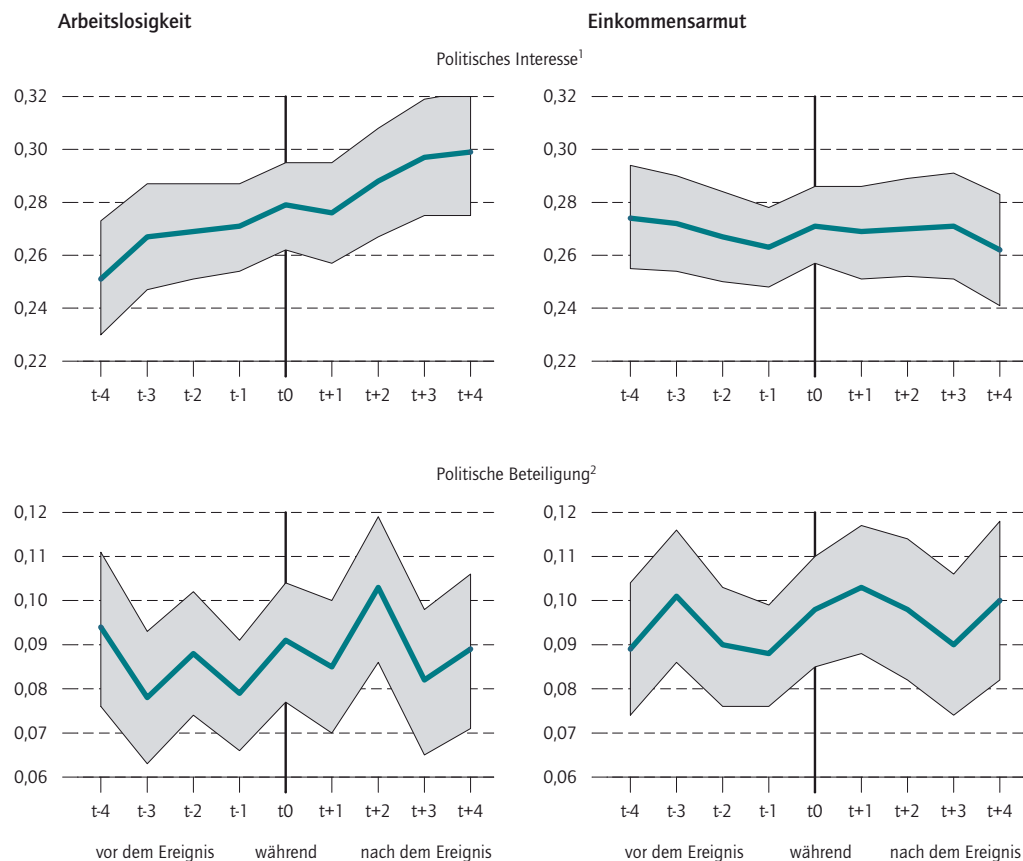 Arbeitslosigkeit Einkommensarmut
Politisches Interesse¹
0,32 0,32
0,30 0,30
0,28 0,28
0,26 0,26
0,24 0,24
0,22 0,22
t-4 t-3 t-2 t-1 t0 t+1 t+2 t+3 t+4 t-4 t-3 t-2 t-1 t0 t+1 t+2 t+3 t+4
Politische Beteiligung²
0,12 0,12
0,11 0,11
0,10 0,10
0,09 0,09
0,08 0,08
0,07 0,07
0,06 0,06
t-4 t-3 t-2 t-1 t0 t+1 t+2 t+3 t+4 t-4 t-3 t-2 t-1 t0 t+1 t+2 t+3 t+4
vor dem Ereignis während nach dem Ereignis vor dem Ereignis während nach dem Ereignis